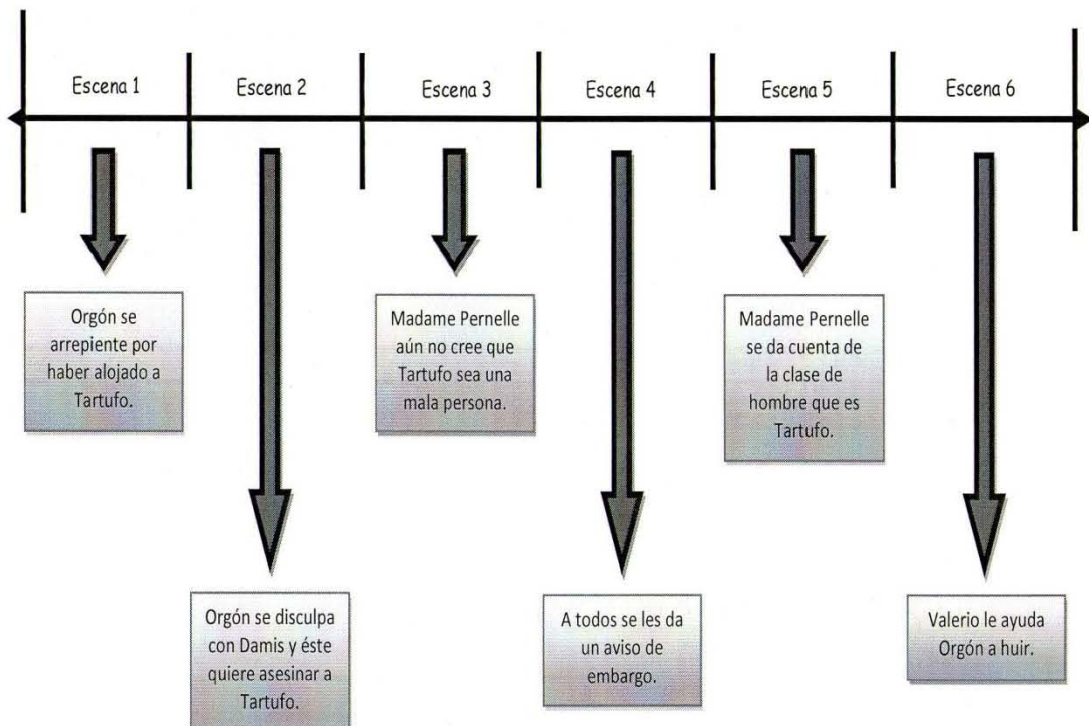 Escena 1
Escena 2
Escena 3
Escena 4
Escena 5
Escena 6
Orgón se
arrepiente por
haber alojado a
Tartufo.
Madame Pernelle
aún no cree que
Tartufo sea una
mala persona.
Madame Pernelle
se da cuenta de
la clase de
hombre que es
Tartufo.
Orgón se disculpa
con Damis y éste
quiere asesinar a
Tartufo.
A todos se les da
un aviso de
embargo.
Valerio le ayuda
Orgón a huir.